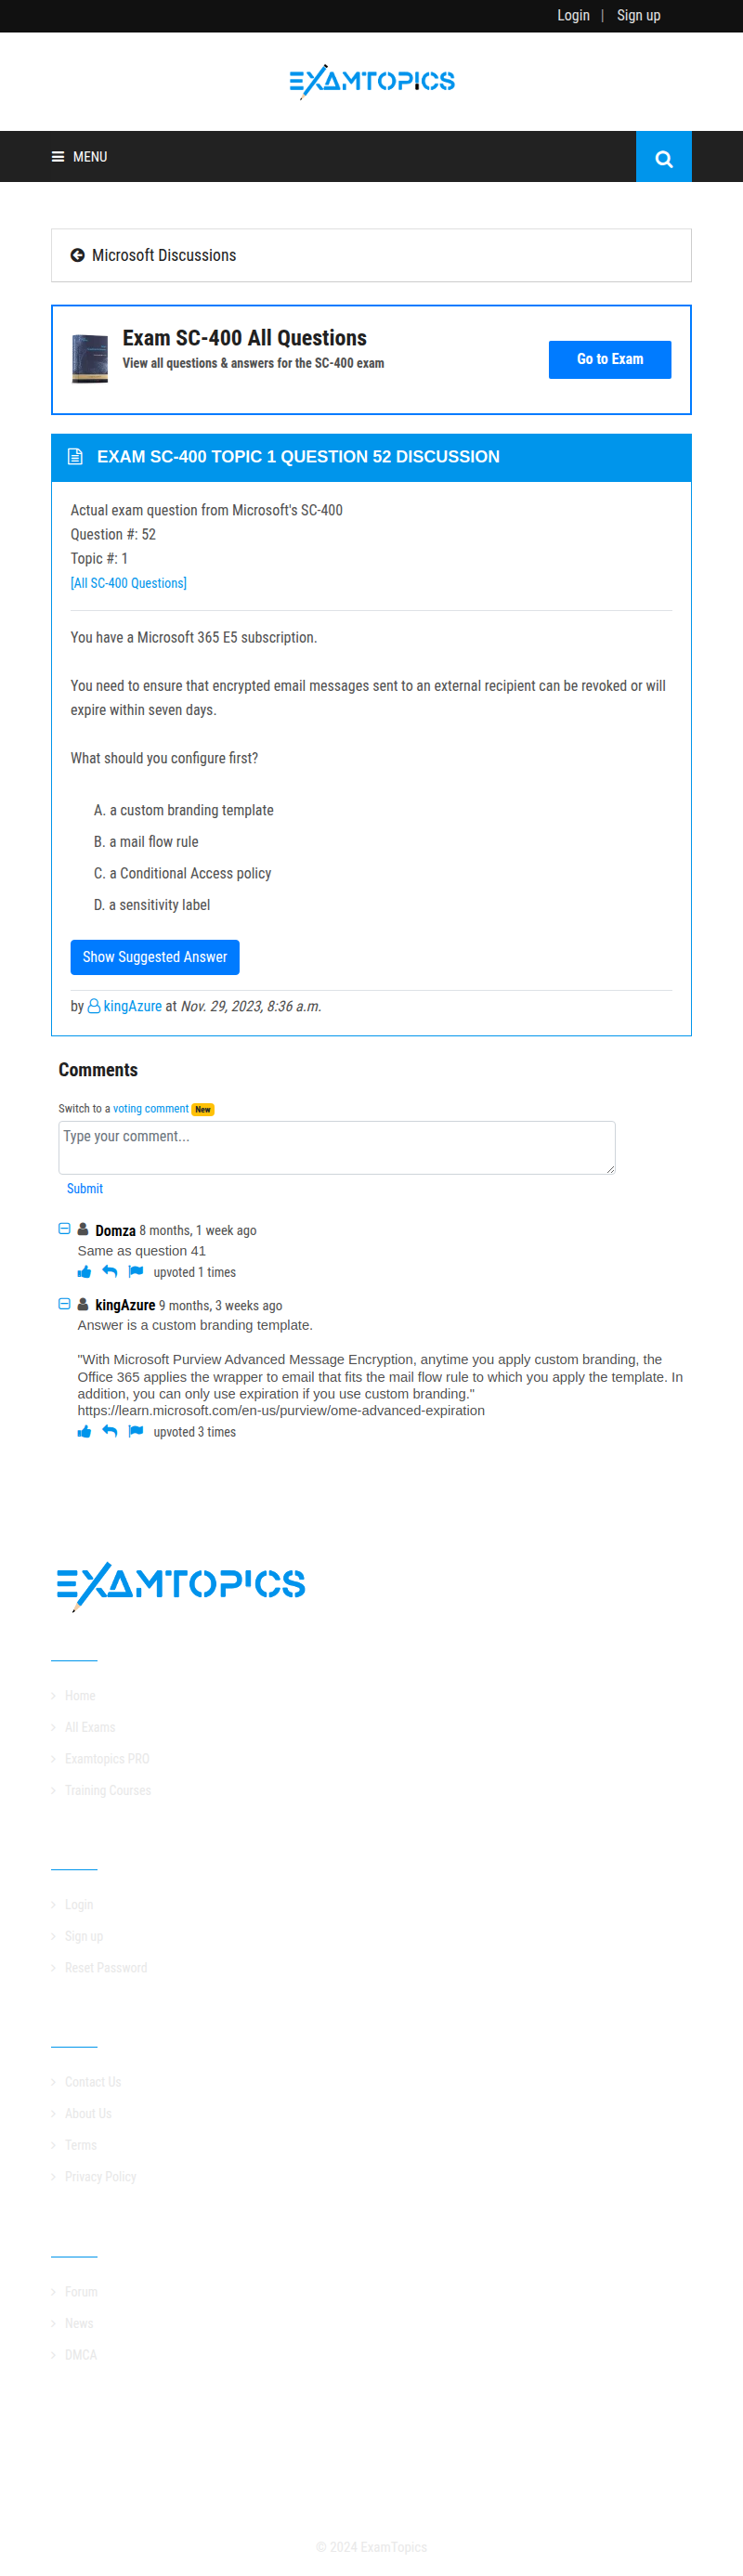 Login | Sign up
EXAMTOPICS
MENU
Microsoft Discussions
Exam SC-400 All Questions
View all questions & answers for the SC-400 exam
Go to Exam
EXAM SC-400 TOPIC 1 QUESTION 52 DISCUSSION
Actual exam question from Microsoft's SC-400
Question #: 52
Topic #: 1
[All SC-400 Questions]
You have a Microsoft 365 E5 subscription.
You need to ensure that encrypted email messages sent to an external recipient can be revoked or will
expire within seven days.
What should you configure first?
A. a custom branding template
B. a mail flow rule
C. a Conditional Access policy
D. a sensitivity label
Show Suggested Answer
by kingAzure at Nov. 29, 2023, 8:36 a.m.
Comments
Switch to a voting comment New
Type your comment...
Submit
Domza 8 months, 1 week ago
Same as question 41
upvoted 1 times
kingAzure 9 months, 3 weeks ago
Answer is a custom branding template.
"With Microsoft Purview Advanced Message Encryption, anytime you apply custom branding, the
Office 365 applies the wrapper to email that fits the mail flow rule to which you apply the template. In
addition, you can only use expiration if you use custom branding."
https://learn.microsoft.com/en-us/purview/ome-advanced-expiration
upvoted 3 times
EXAMTOPICS
Home
All Exams
Examtopics PRO
Training Courses
Login
Sign up
Reset Password
Contact Us
About Us
Terms
Privacy Policy
Forum
News
DMCA
© 2024 ExamTopics